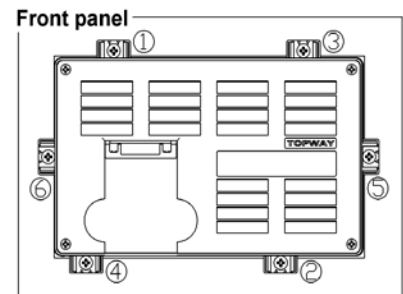 Front panel
① ③
TOPWAY
⑥ ⑤
④ ②